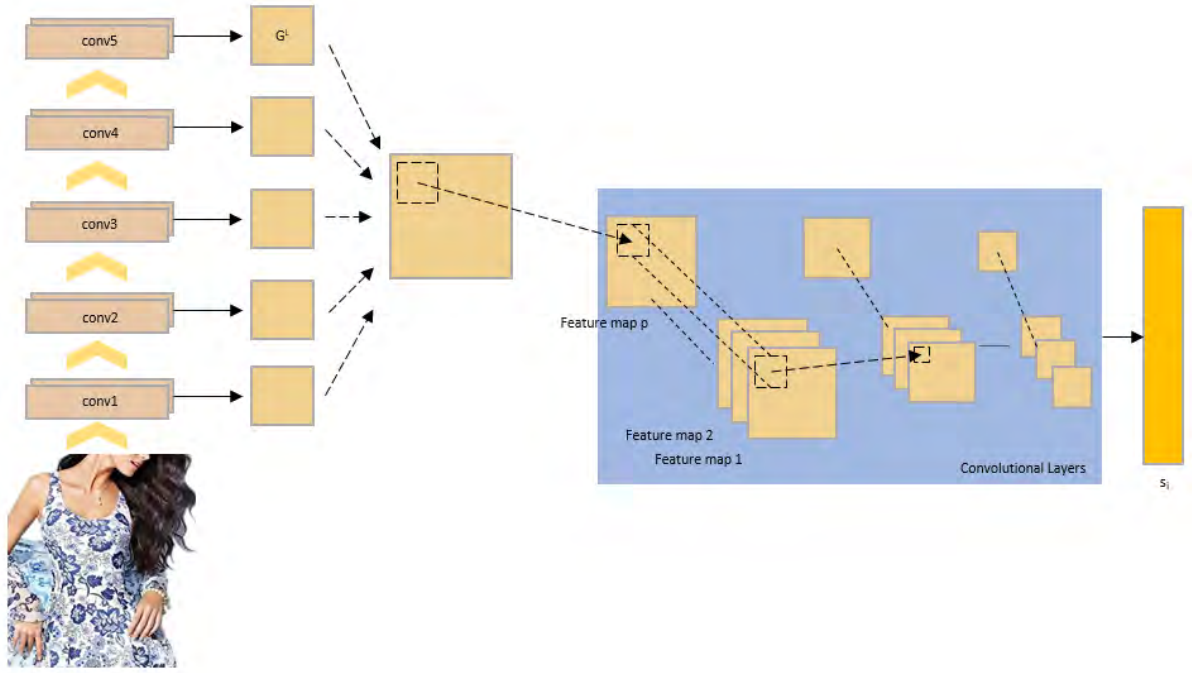 conv5
G^L
conv4
conv3
conv2
conv1
Feature map p
Feature map 2
Feature map 1
Convolutional Layers
s_i